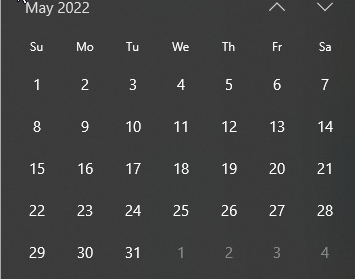 May 2022
Su Mo Tu We Th Fr Sa
1 2 3 4 5 6 7
8 9 10 11 12 13 14
15 16 17 18 19 20 21
22 23 24 25 26 27 28
29 30 31 1 2 3 4